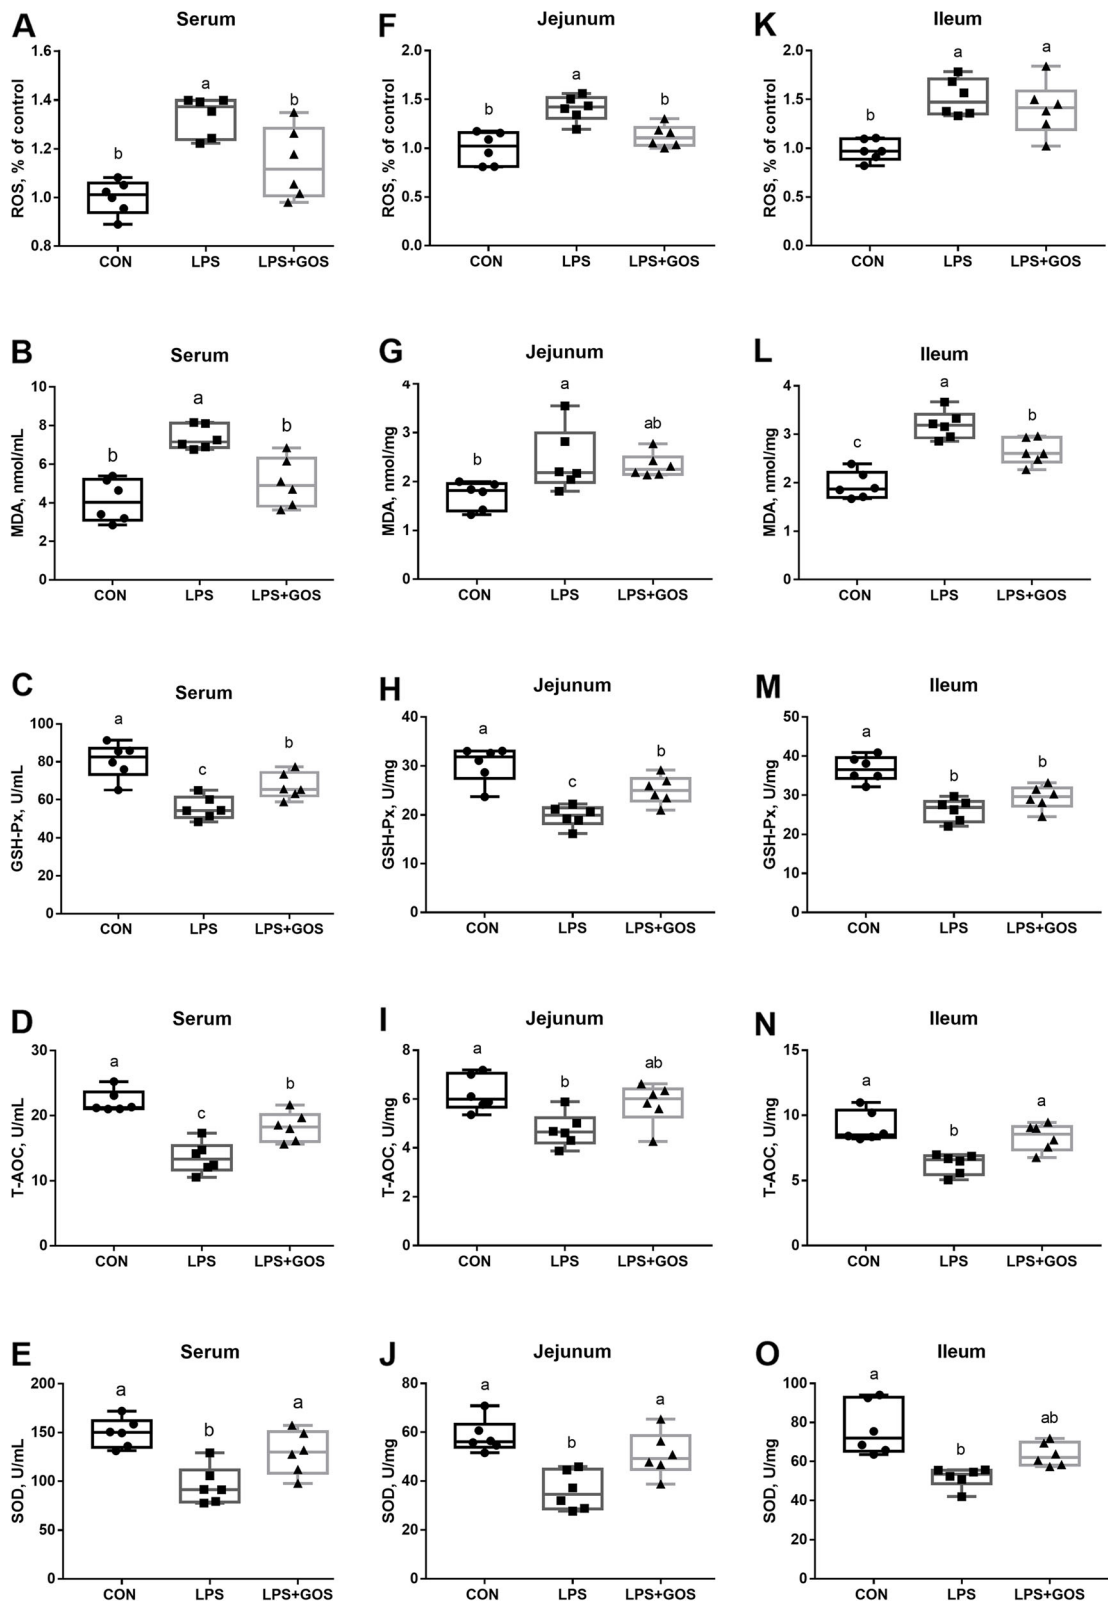 A
Serum
ROS, % of control
1.6
1.4
1.2
1.0
0.8
b
a
b
CON
LPS
LPS+GOS
F
Jejunum
ROS, % of control
2.0
1.5
1.0
0.5
0.0
b
a
b
CON
LPS
LPS+GOS
K
Ileum
ROS, % of control
2.0
1.5
1.0
0.5
0.0
b
a
a
CON
LPS
LPS+GOS
B
Serum
MDA, nmol/mL
10
8
6
4
2
0
b
a
b
CON
LPS
LPS+GOS
G
Jejunum
MDA, nmol/mg
4
3
2
1
0
b
a
ab
CON
LPS
LPS+GOS
L
Ileum
MDA, nmol/mg
4
3
2
1
0
c
a
b
CON
LPS
LPS+GOS
C
Serum
GSH-Px, U/mL
100
80
60
40
20
0
a
c
b
CON
LPS
LPS+GOS
H
Jejunum
GSH-Px, U/mg
40
30
20
10
0
a
c
b
CON
LPS
LPS+GOS
M
Ileum
GSH-Px, U/mg
50
40
30
20
10
0
a
b
b
CON
LPS
LPS+GOS
D
Serum
T-AOC, U/mL
30
20
10
0
a
c
b
CON
LPS
LPS+GOS
I
Jejunum
T-AOC, U/mg
8
6
4
2
0
a
b
ab
CON
LPS
LPS+GOS
N
Ileum
T-AOC, U/mg
15
10
5
0
a
b
a
CON
LPS
LPS+GOS
E
Serum
SOD, U/mL
200
150
100
50
0
a
b
a
CON
LPS
LPS+GOS
J
Jejunum
SOD, U/mg
80
60
40
20
0
a
b
a
CON
LPS
LPS+GOS
O
Ileum
SOD, U/mg
100
80
60
40
20
0
a
b
ab
CON
LPS
LPS+GOS